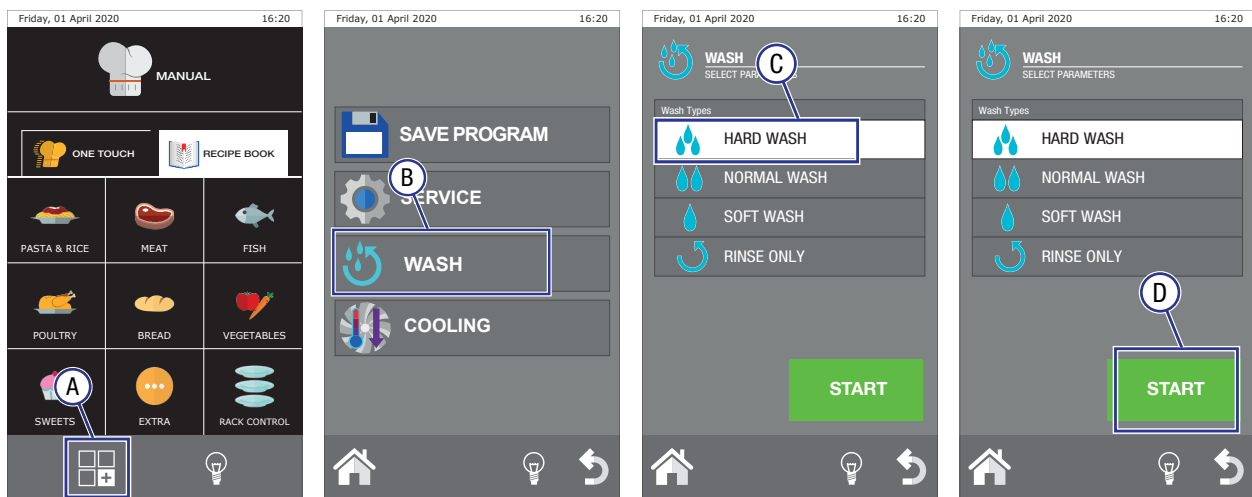 Friday, 01 April 2020 16:20
MANUAL
ONE TOUCH RECIPE BOOK
PASTA & RICE MEAT FISH
POULTRY BREAD VEGETABLES
A
SWEETS EXTRA RACK CONTROL
Friday, 01 April 2020 16:20
SAVE PROGRAM
B
SERVICE
WASH
COOLING
Friday, 01 April 2020 16:20
WASH
C
SELECT
Wash Types
HARD WASH
NORMAL WASH
SOFT WASH
RINSE ONLY
START
Friday, 01 April 2020 16:20
WASH
SELECT PARAMETERS
Wash Types
HARD WASH
NORMAL WASH
SOFT WASH
RINSE ONLY
D
START